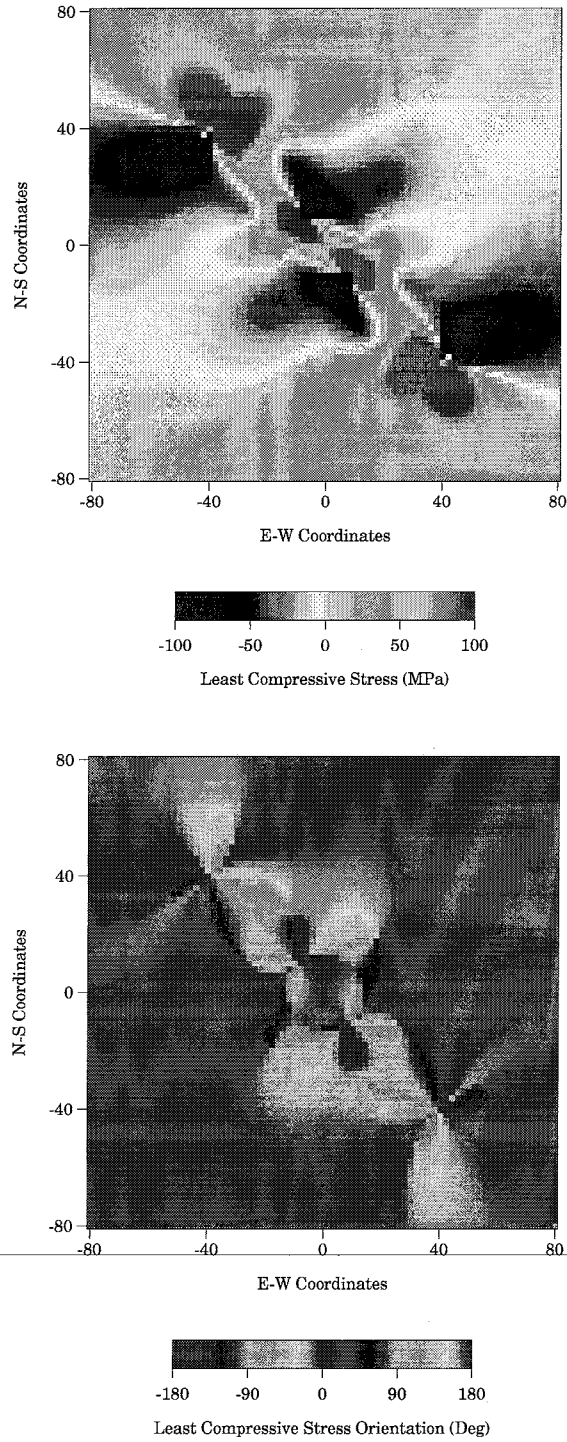 80
40
0
-40
-80
N-S Coordinates
-80 -40 0 40 80
E-W Coordinates
-100 -50 0 50 100
Least Compressive Stress (MPa)
80
40
0
-40
-80
N-S Coordinates
-80 -40 0 40 80
E-W Coordinates
-180 -90 0 90 180
Least Compressive Stress Orientation (Deg)